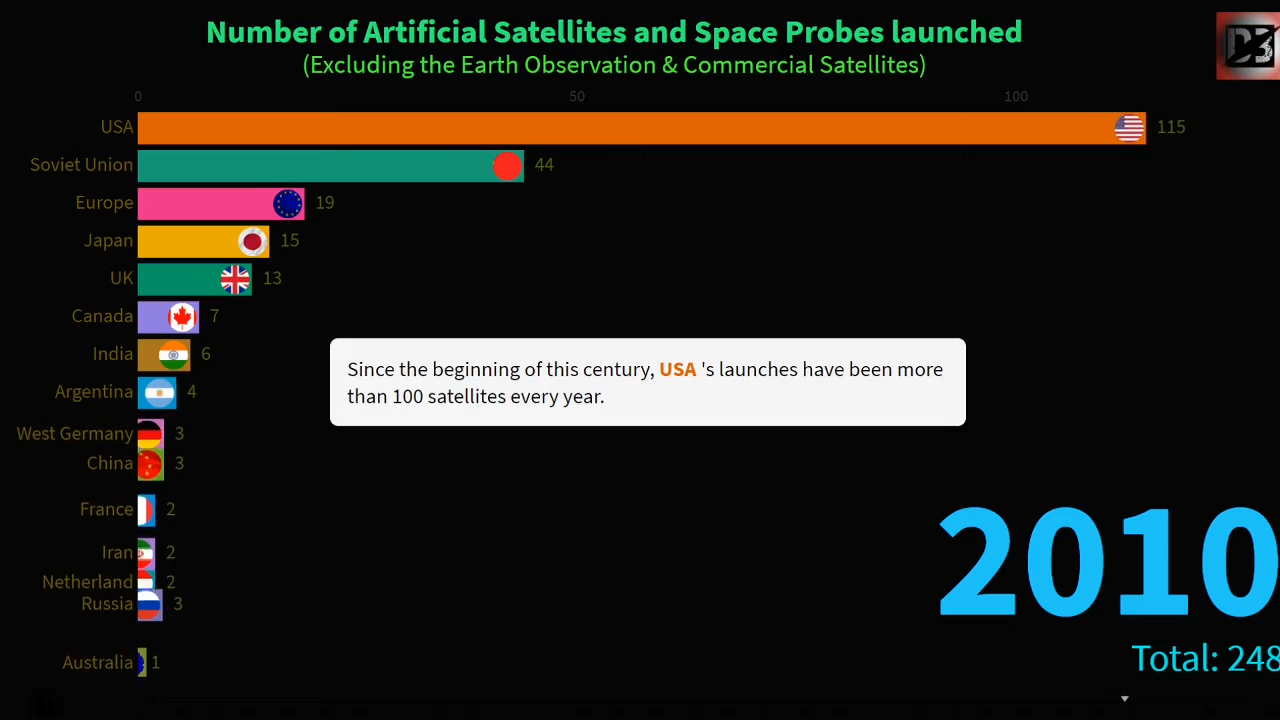 Number of Artificial Satellites and Space Probes launched
(Excluding the Earth Observation & Commercial Satellites)
DB
0 50 100
USA 115
Soviet Union 44
Europe 19
Japan 15
UK 13
Canada 7
India 6
Argentina 4
West Germany 3
China 3
France 2
Iran 2
Netherland 2
Russia 3
Australia 1
Since the beginning of this century, USA 's launches have been more
than 100 satellites every year.
2010
Total: 248